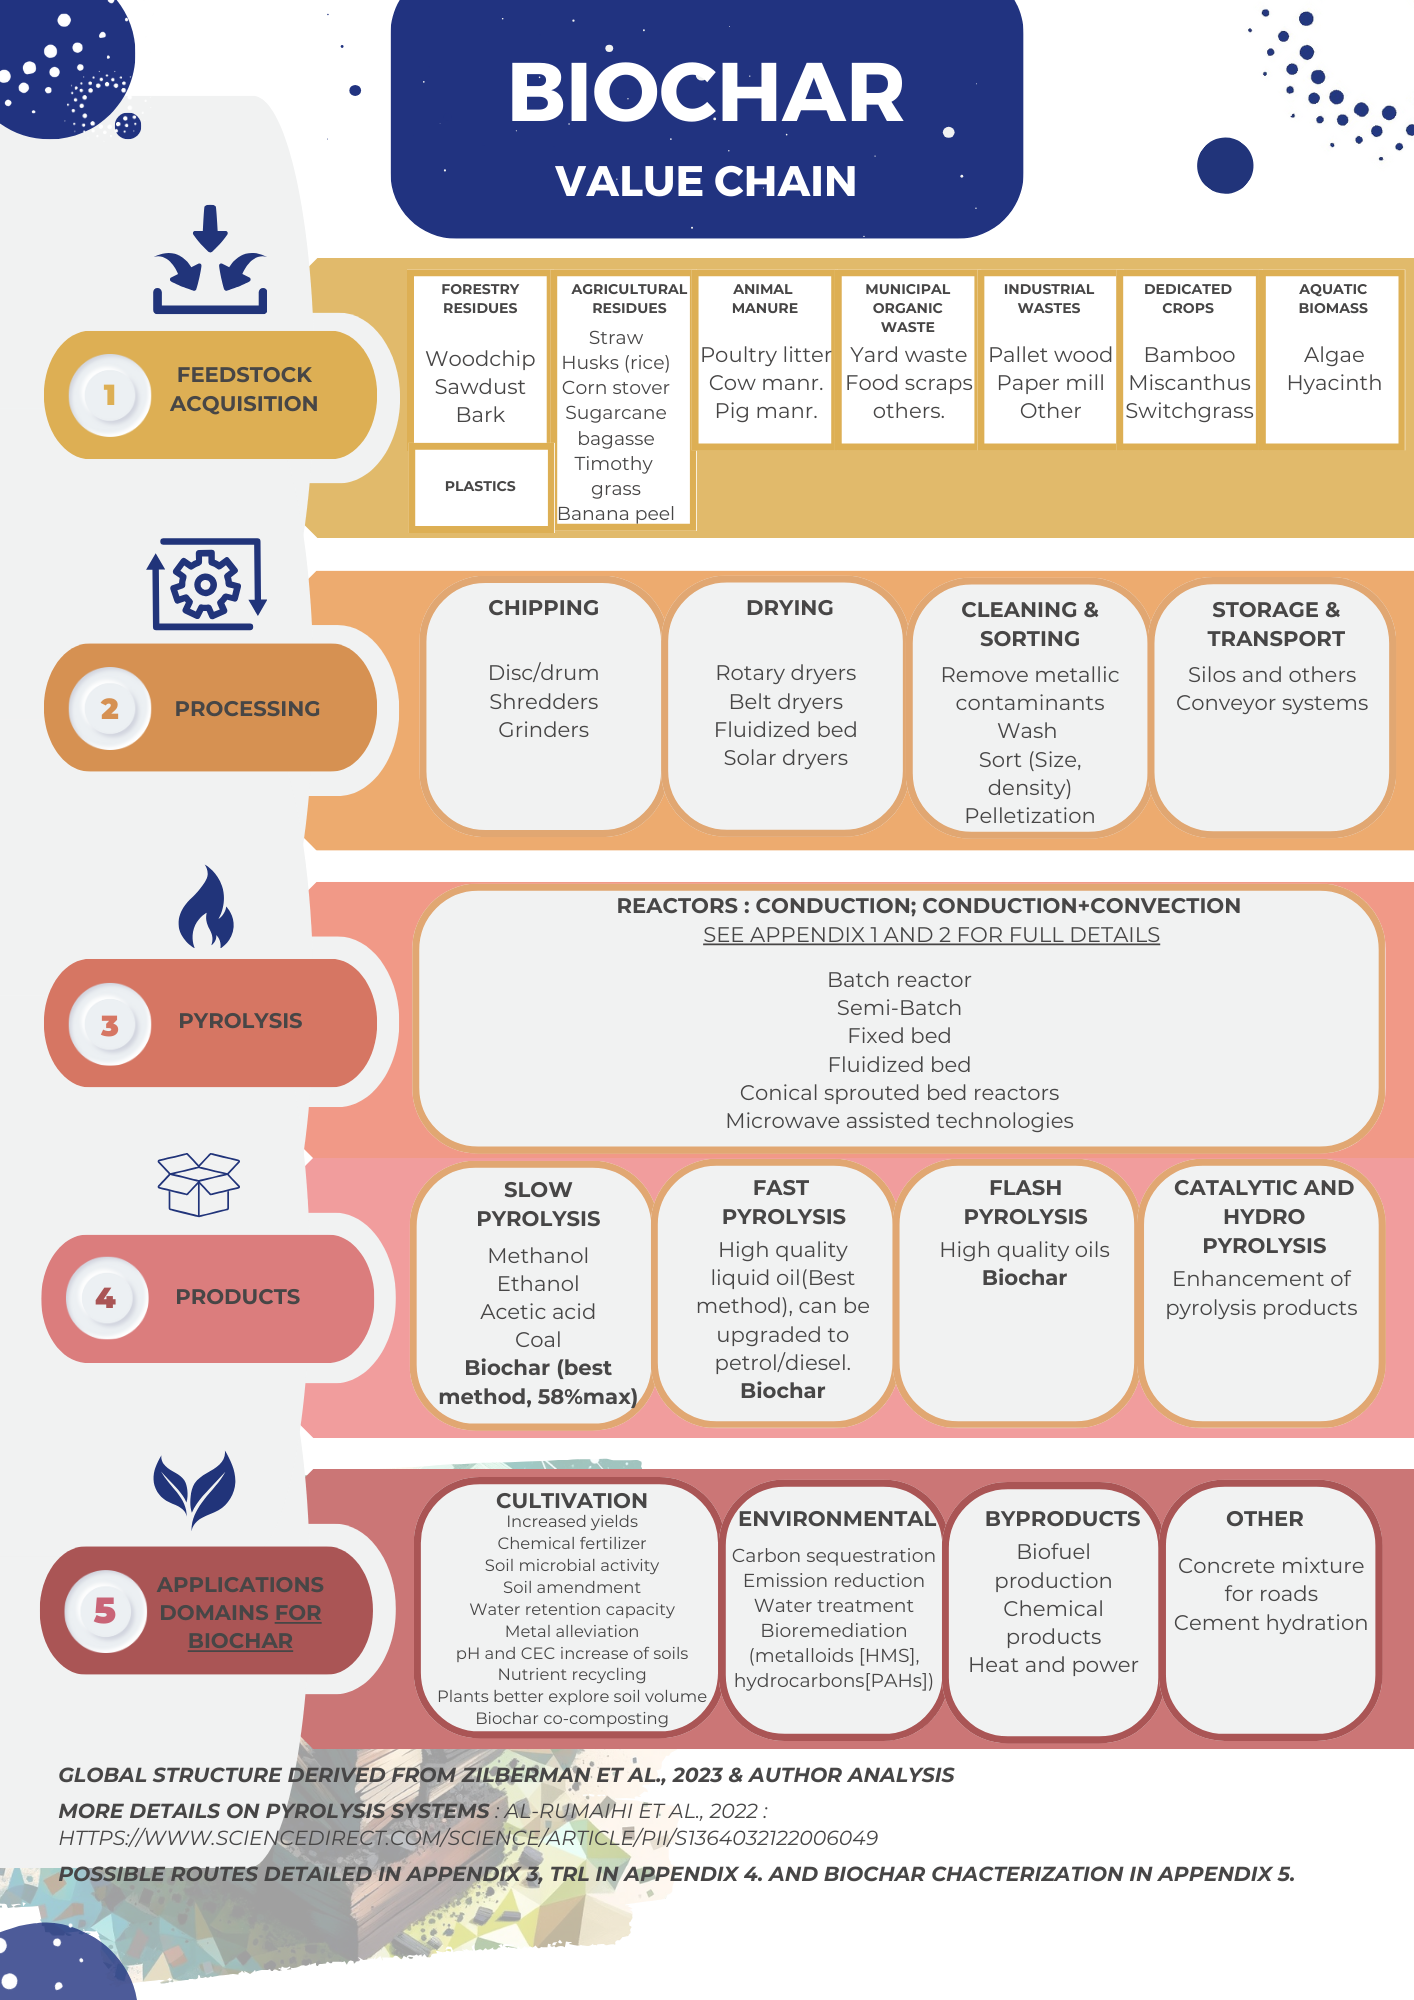 BIOCHAR
VALUE CHAIN
1
FEEDSTOCK
ACQUISITION
FORESTRY
RESIDUES
Woodchip
Sawdust
Bark
PLASTICS
AGRICULTURAL
RESIDUES
Straw
Husks (rice)
Corn stover
Sugarcane
bagasse
Timothy
grass
Banana peel
ANIMAL
MANURE
Poultry litter
Cow manr.
Pig manr.
MUNICIPAL
ORGANIC
WASTE
Yard waste
Food scraps
others.
INDUSTRIAL
WASTES
Pallet wood
Paper mill
Other
DEDICATED
CROPS
Bamboo
Miscanthus
Switchgrass
AQUATIC
BIOMASS
Algae
Hyacinth
2
PROCESSING
CHIPPING
Disc/drum
Shredders
Grinders
DRYING
Rotary dryers
Belt dryers
Fluidized bed
Solar dryers
CLEANING &
SORTING
Remove metallic
contaminants
Wash
Sort (Size,
density)
Pelletization
STORAGE &
TRANSPORT
Silos and others
Conveyor systems
3
PYROLYSIS
REACTORS : CONDUCTION; CONDUCTION+CONVECTION
SEE APPENDIX 1 AND 2 FOR FULL DETAILS
Batch reactor
Semi-Batch
Fixed bed
Fluidized bed
Conical sprouted bed reactors
Microwave assisted technologies
4
PRODUCTS
SLOW
PYROLYSIS
Methanol
Ethanol
Acetic acid
Coal
Biochar (best
method, 58%max)
FAST
PYROLYSIS
High quality
liquid oil(Best
method), can be
upgraded to
petrol/diesel.
Biochar
FLASH
PYROLYSIS
High quality oils
Biochar
CATALYTIC AND
HYDRO
PYROLYSIS
Enhancement of
pyrolysis products
5
APPLICATIONS
DOMAINS FOR
BIOCHAR
CULTIVATION
Increased yields
Chemical fertilizer
Soil microbial activity
Soil amendment
Water retention capacity
Metal alleviation
pH and CEC increase of soils
Nutrient recycling
Plants better explore soil volume
Biochar co-composting
ENVIRONMENTAL
Carbon sequestration
Emission reduction
Water treatment
Bioremediation
(metalloids [HMS],
hydrocarbons[PAHs])
BYPRODUCTS
Biofuel
production
Chemical
products
Heat and power
OTHER
Concrete mixture
for roads
Cement hydration
GLOBAL STRUCTURE DERIVED FROM ZILBERMAN ET AL., 2023 & AUTHOR ANALYSIS
MORE DETAILS ON PYROLYSIS SYSTEMS : AL-RUMAIHI ET AL., 2022 :
HTTPS://WWW.SCIENCEDIRECT.COM/SCIENCE/ARTICLE/PII/S1364032122006049
POSSIBLE ROUTES DETAILED IN APPENDIX 3, TRL IN APPENDIX 4. AND BIOCHAR CHACTERIZATION IN APPENDIX 5.